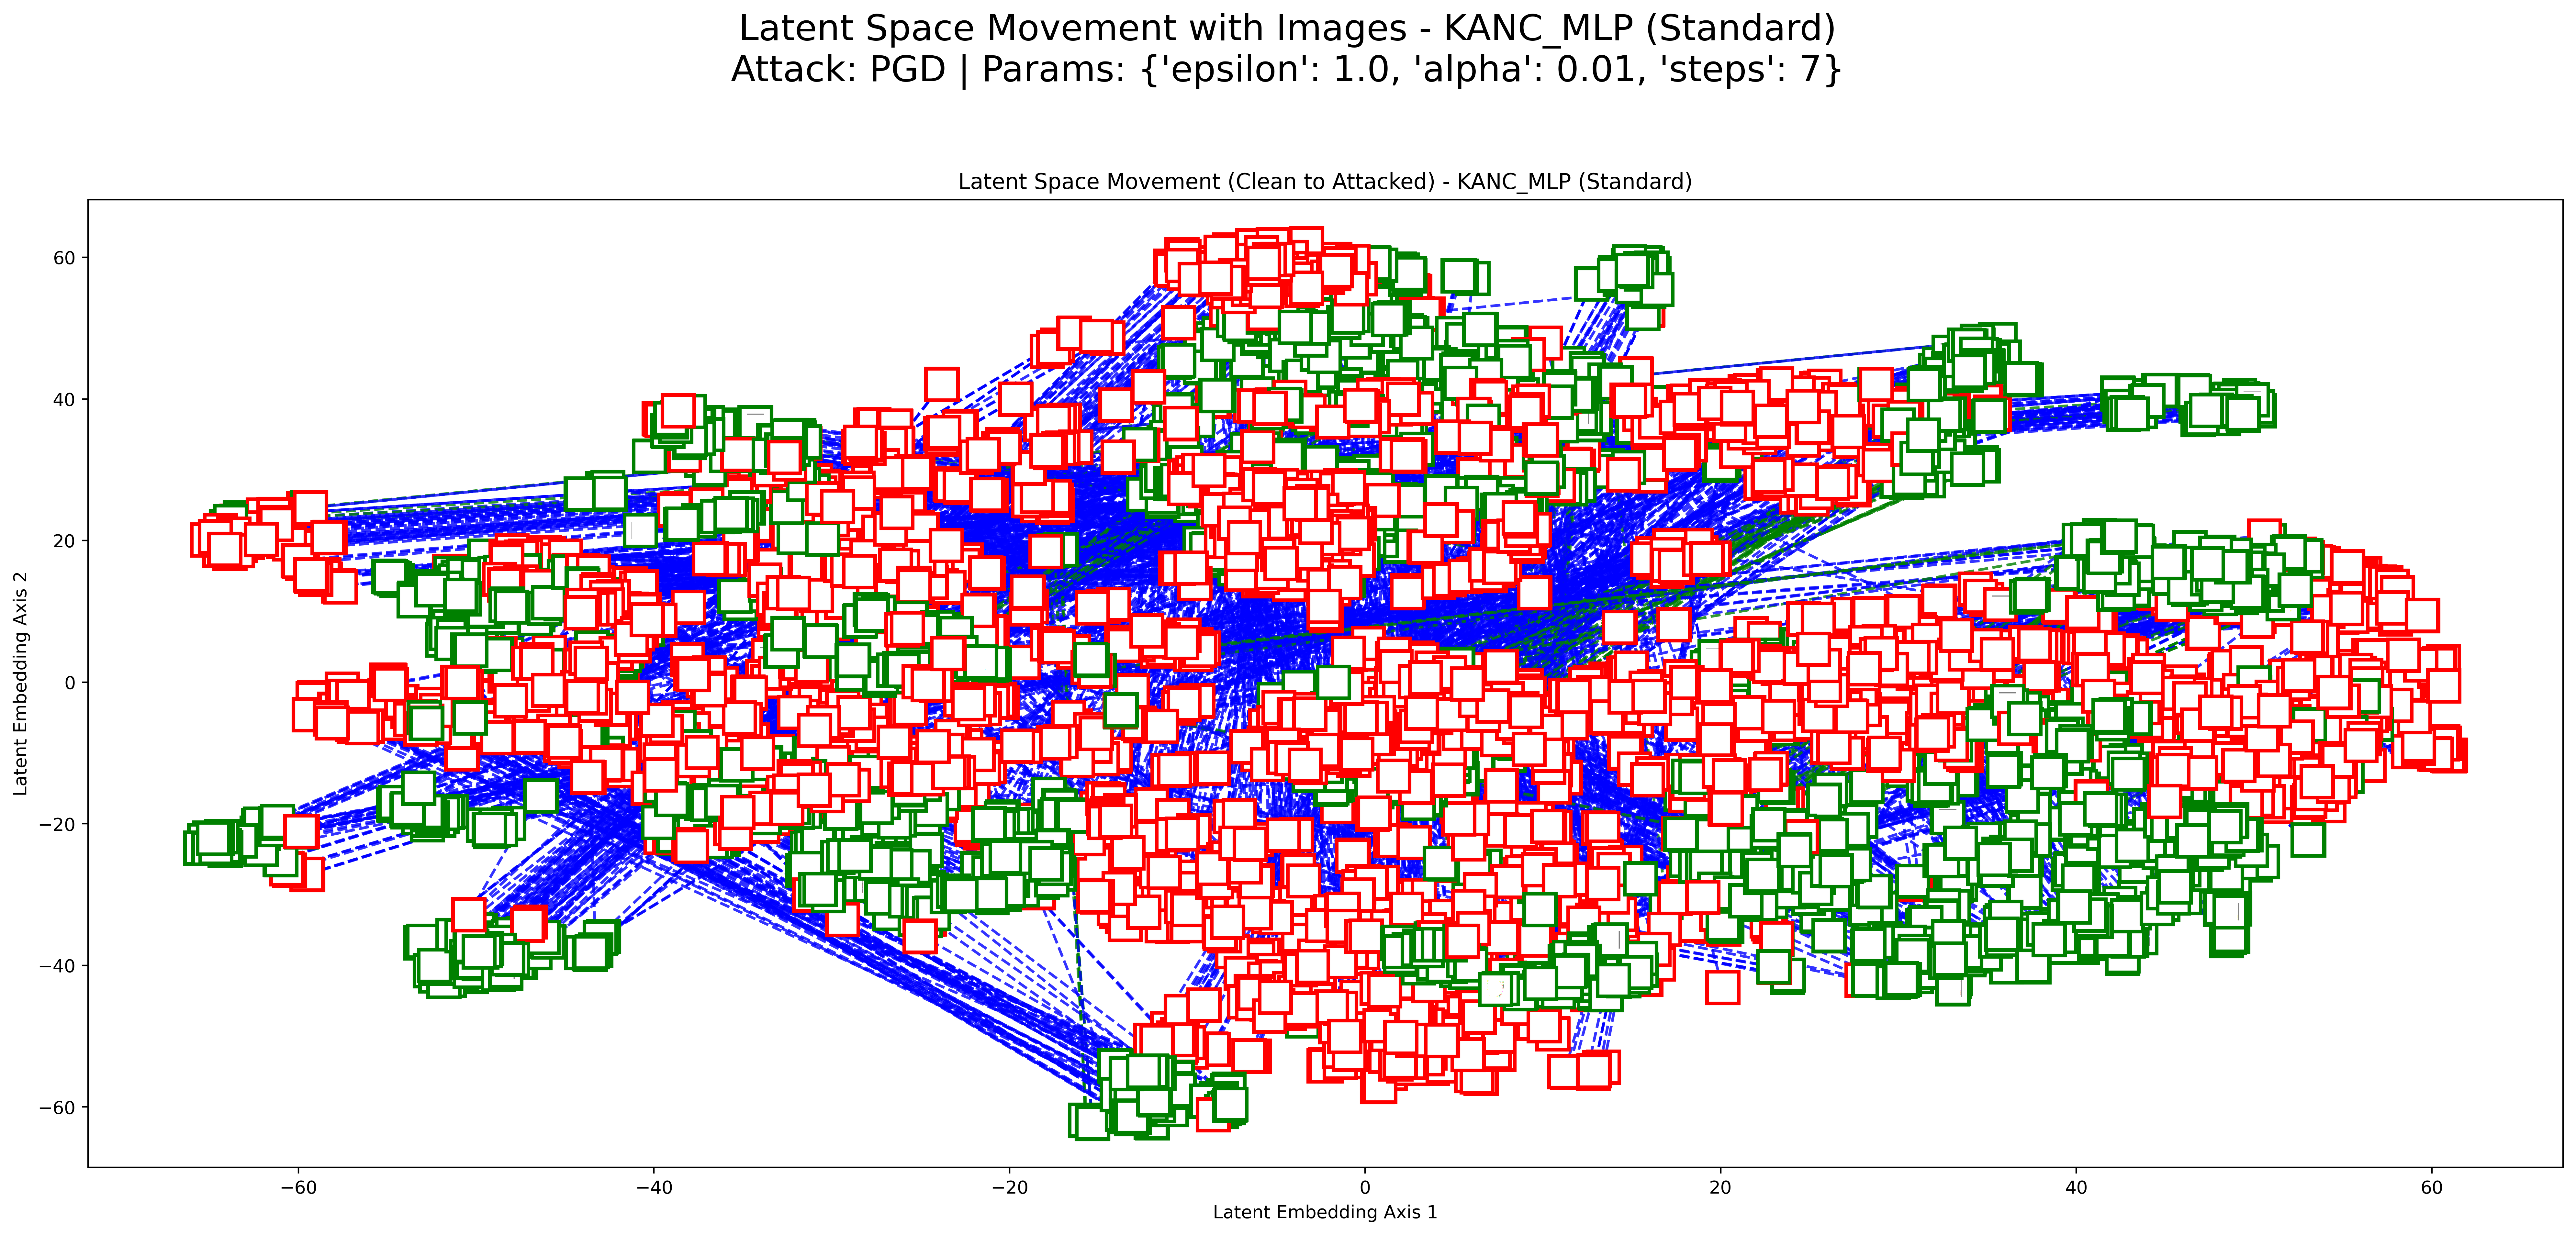 Latent Space Movement with Images - KANC_MLP (Standard)
Attack: PGD | Params: {'epsilon': 1.0, 'alpha': 0.01, 'steps': 7}
Latent Space Movement (Clean to Attacked) - KANC_MLP (Standard)
Latent Embedding Axis 2
60
40
20
0
−20
−40
−60
−60
−40
−20
0
20
40
60
Latent Embedding Axis 1